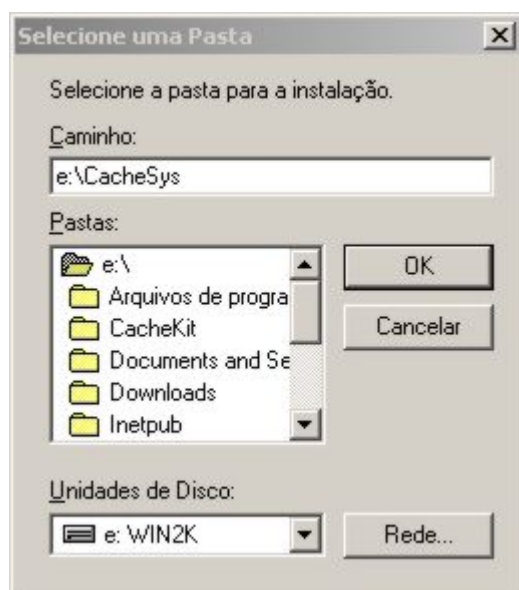 Selecione uma Pasta
Selecione a pasta para a instalação.
Caminho:
e:\CacheSys
Pastas:
e:\
Arquivos de progra
CacheKit
Documents and Se
Downloads
Inetpub
OK
Cancelar
Unidades de Disco:
e: WIN2K
Rede...